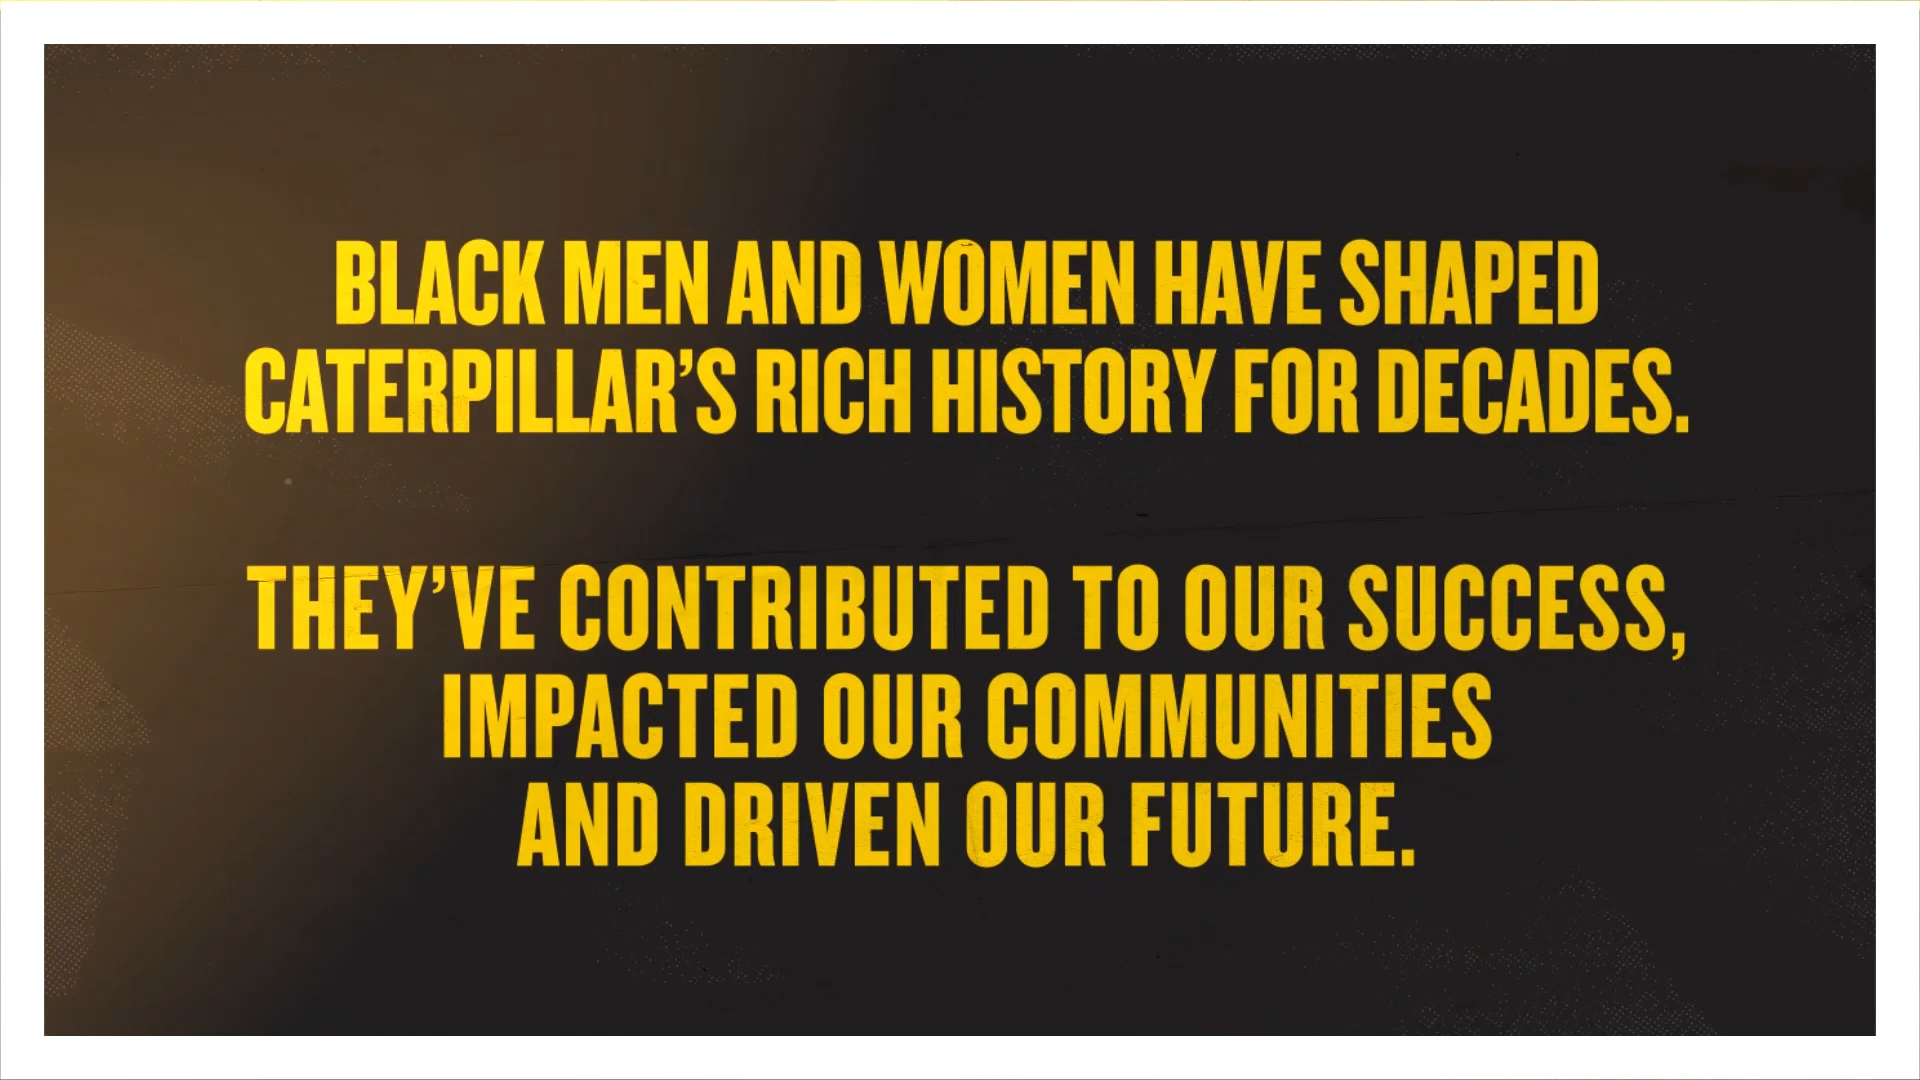 BLACK MEN AND WOMEN HAVE SHAPED
CATERPILLAR’S RICH HISTORY FOR DECADES.
THEY’VE CONTRIBUTED TO OUR SUCCESS,
IMPACTED OUR COMMUNITIES
AND DRIVEN OUR FUTURE.